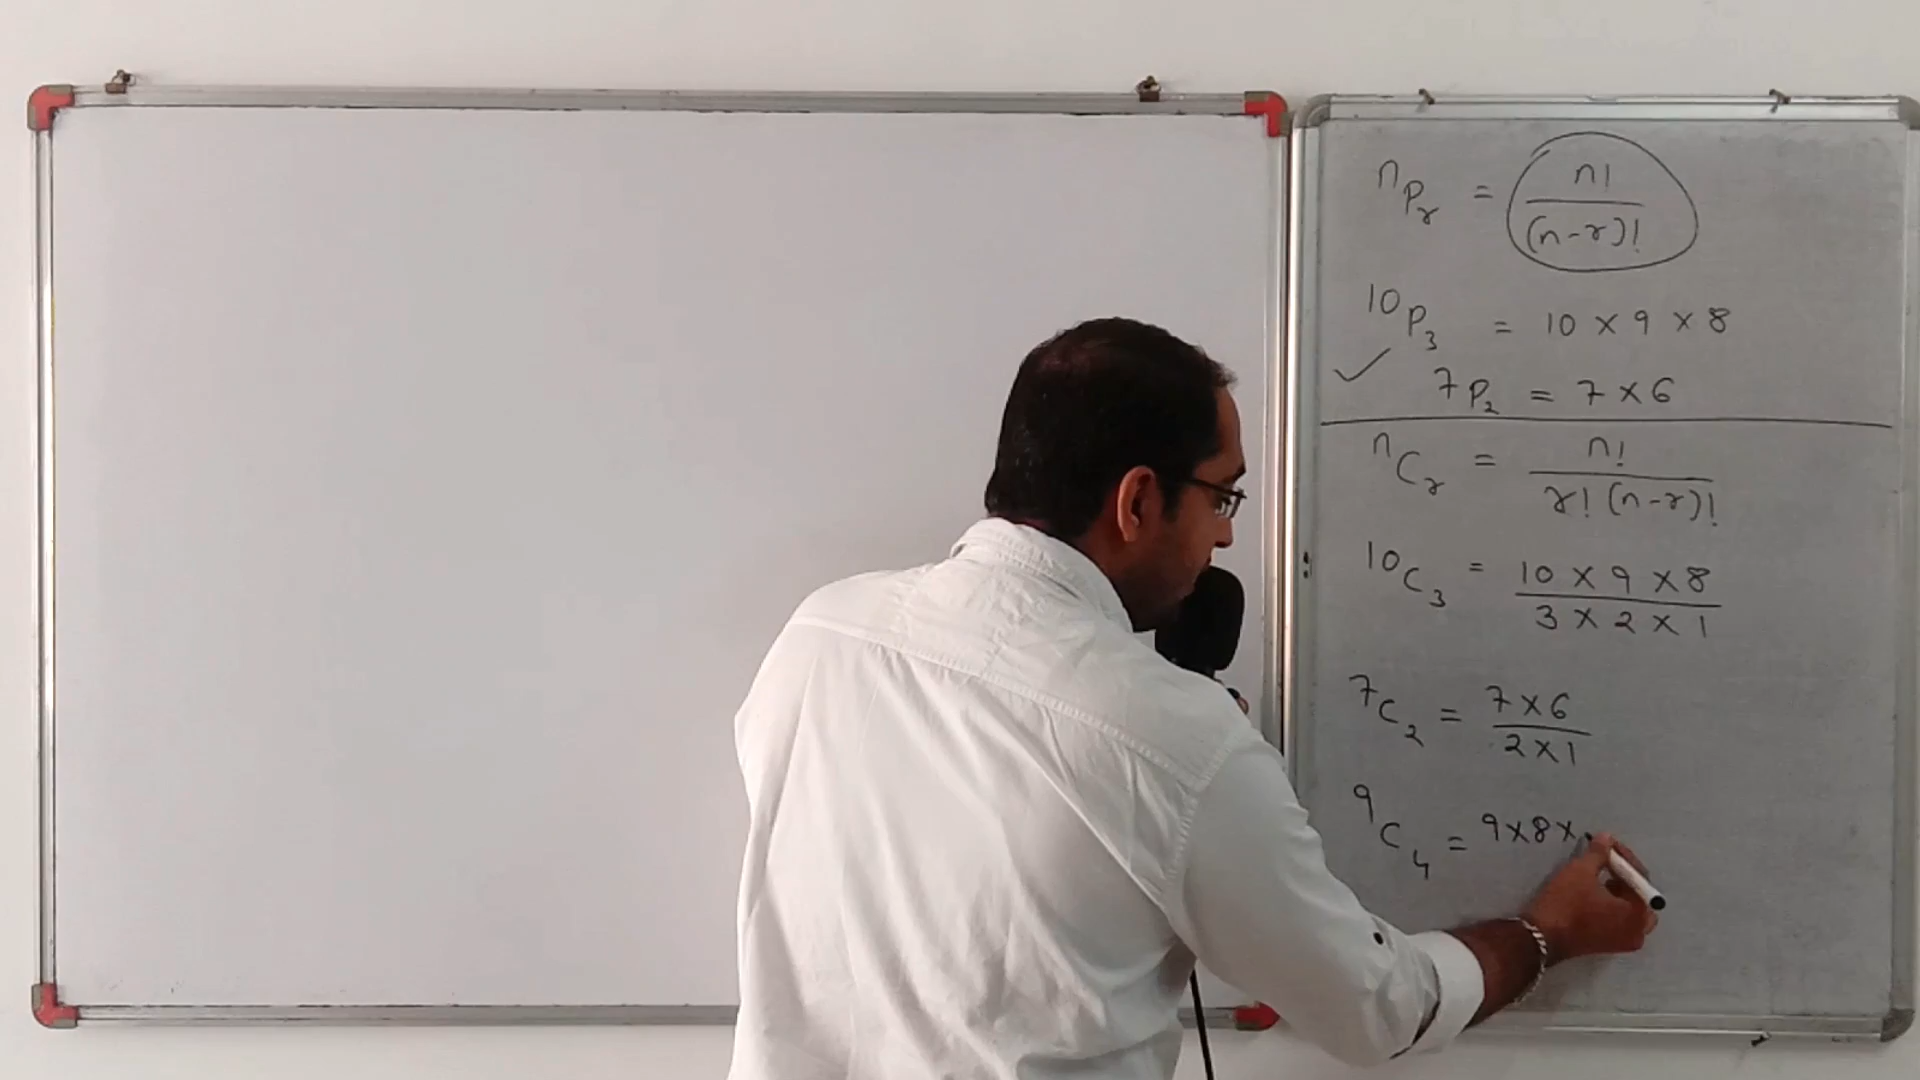 nPr = n! / (n-r)!
10P3 = 10 × 9 × 8
✓ 7P2 = 7 × 6
nCr = n! / r! (n-r)!
10C3 = 10 × 9 × 8 / 3 × 2 × 1
7C2 = 7 × 6 / 2 × 1
9C4 = 9 × 8 ×